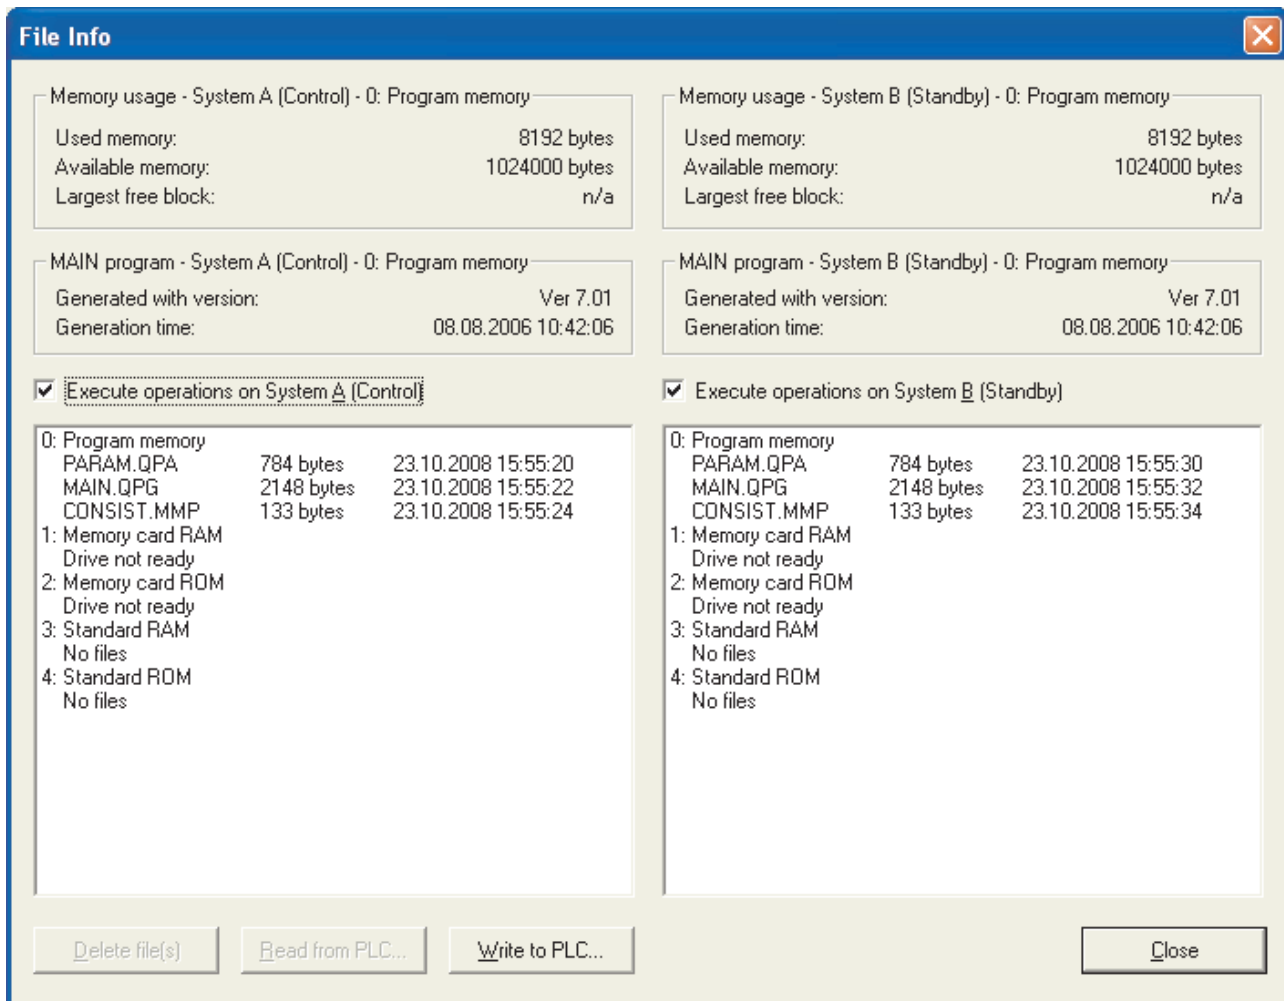 File Info
Memory usage - System A (Control) - 0: Program memory
Used memory: 8192 bytes
Available memory: 1024000 bytes
Largest free block: n/a
Memory usage - System B (Standby) - 0: Program memory
Used memory: 8192 bytes
Available memory: 1024000 bytes
Largest free block: n/a
MAIN program - System A (Control) - 0: Program memory
Generated with version: Ver 7.01
Generation time: 08.08.2006 10:42:06
MAIN program - System B (Standby) - 0: Program memory
Generated with version: Ver 7.01
Generation time: 08.08.2006 10:42:06
Execute operations on System A (Control)
0: Program memory
PARAM.QPA 784 bytes 23.10.2008 15:55:20
MAIN.QPG 2148 bytes 23.10.2008 15:55:22
CONSIST.MMP 133 bytes 23.10.2008 15:55:24
1: Memory card RAM
Drive not ready
2: Memory card ROM
Drive not ready
3: Standard RAM
No files
4: Standard ROM
No files
Execute operations on System B (Standby)
0: Program memory
PARAM.QPA 784 bytes 23.10.2008 15:55:30
MAIN.QPG 2148 bytes 23.10.2008 15:55:32
CONSIST.MMP 133 bytes 23.10.2008 15:55:34
1: Memory card RAM
Drive not ready
2: Memory card ROM
Drive not ready
3: Standard RAM
No files
4: Standard ROM
No files
Delete file(s)
Read from PLC...
Write to PLC...
Close